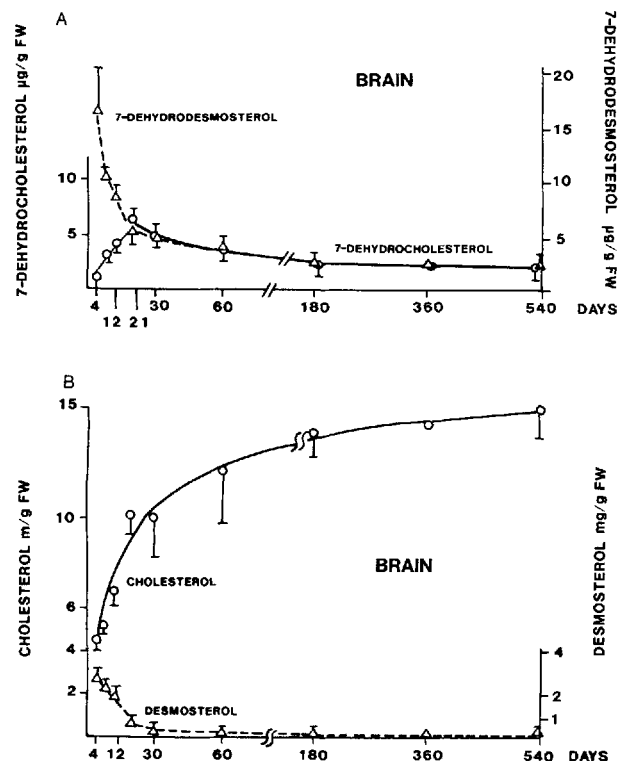 A
7-DEHYDROCHOLESTEROL µg/g FW
10
5
BRAIN
7-DEHYDRODESMOSTEROL
7-DEHYDROCHOLESTEROL
20
15
10
5
7-DEHYDRODESMOSTEROL µg/g FW
4 30 60 180 360 540 DAYS
12 21
B
CHOLESTEROL m/g FW
15
10
6
4
2
CHOLESTEROL
BRAIN
DESMOSTEROL
4
2
1
DESMOSTEROL mg/g FW
4 12 30 60 180 360 540 DAYS